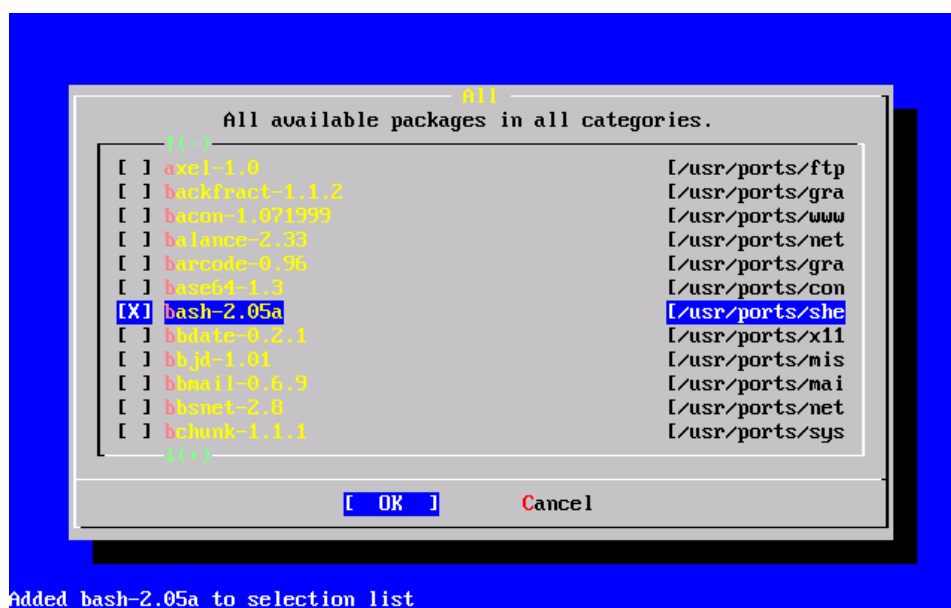 All
All available packages in all categories.
↑(-)
[ ] axel-1.0 [/usr/ports/ftp
[ ] backfract-1.1.2 [/usr/ports/gra
[ ] bacon-1.071999 [/usr/ports/www
[ ] balance-2.33 [/usr/ports/net
[ ] barcode-0.96 [/usr/ports/gra
[ ] base64-1.3 [/usr/ports/con
[X] bash-2.05a [/usr/ports/she
[ ] bbdate-0.2.1 [/usr/ports/x11
[ ] bbjd-1.01 [/usr/ports/mis
[ ] bbmail-0.6.9 [/usr/ports/mai
[ ] bbsnet-2.8 [/usr/ports/net
[ ] bchunk-1.1.1 [/usr/ports/sys
↓(+)
[ OK ] Cancel
Added bash-2.05a to selection list